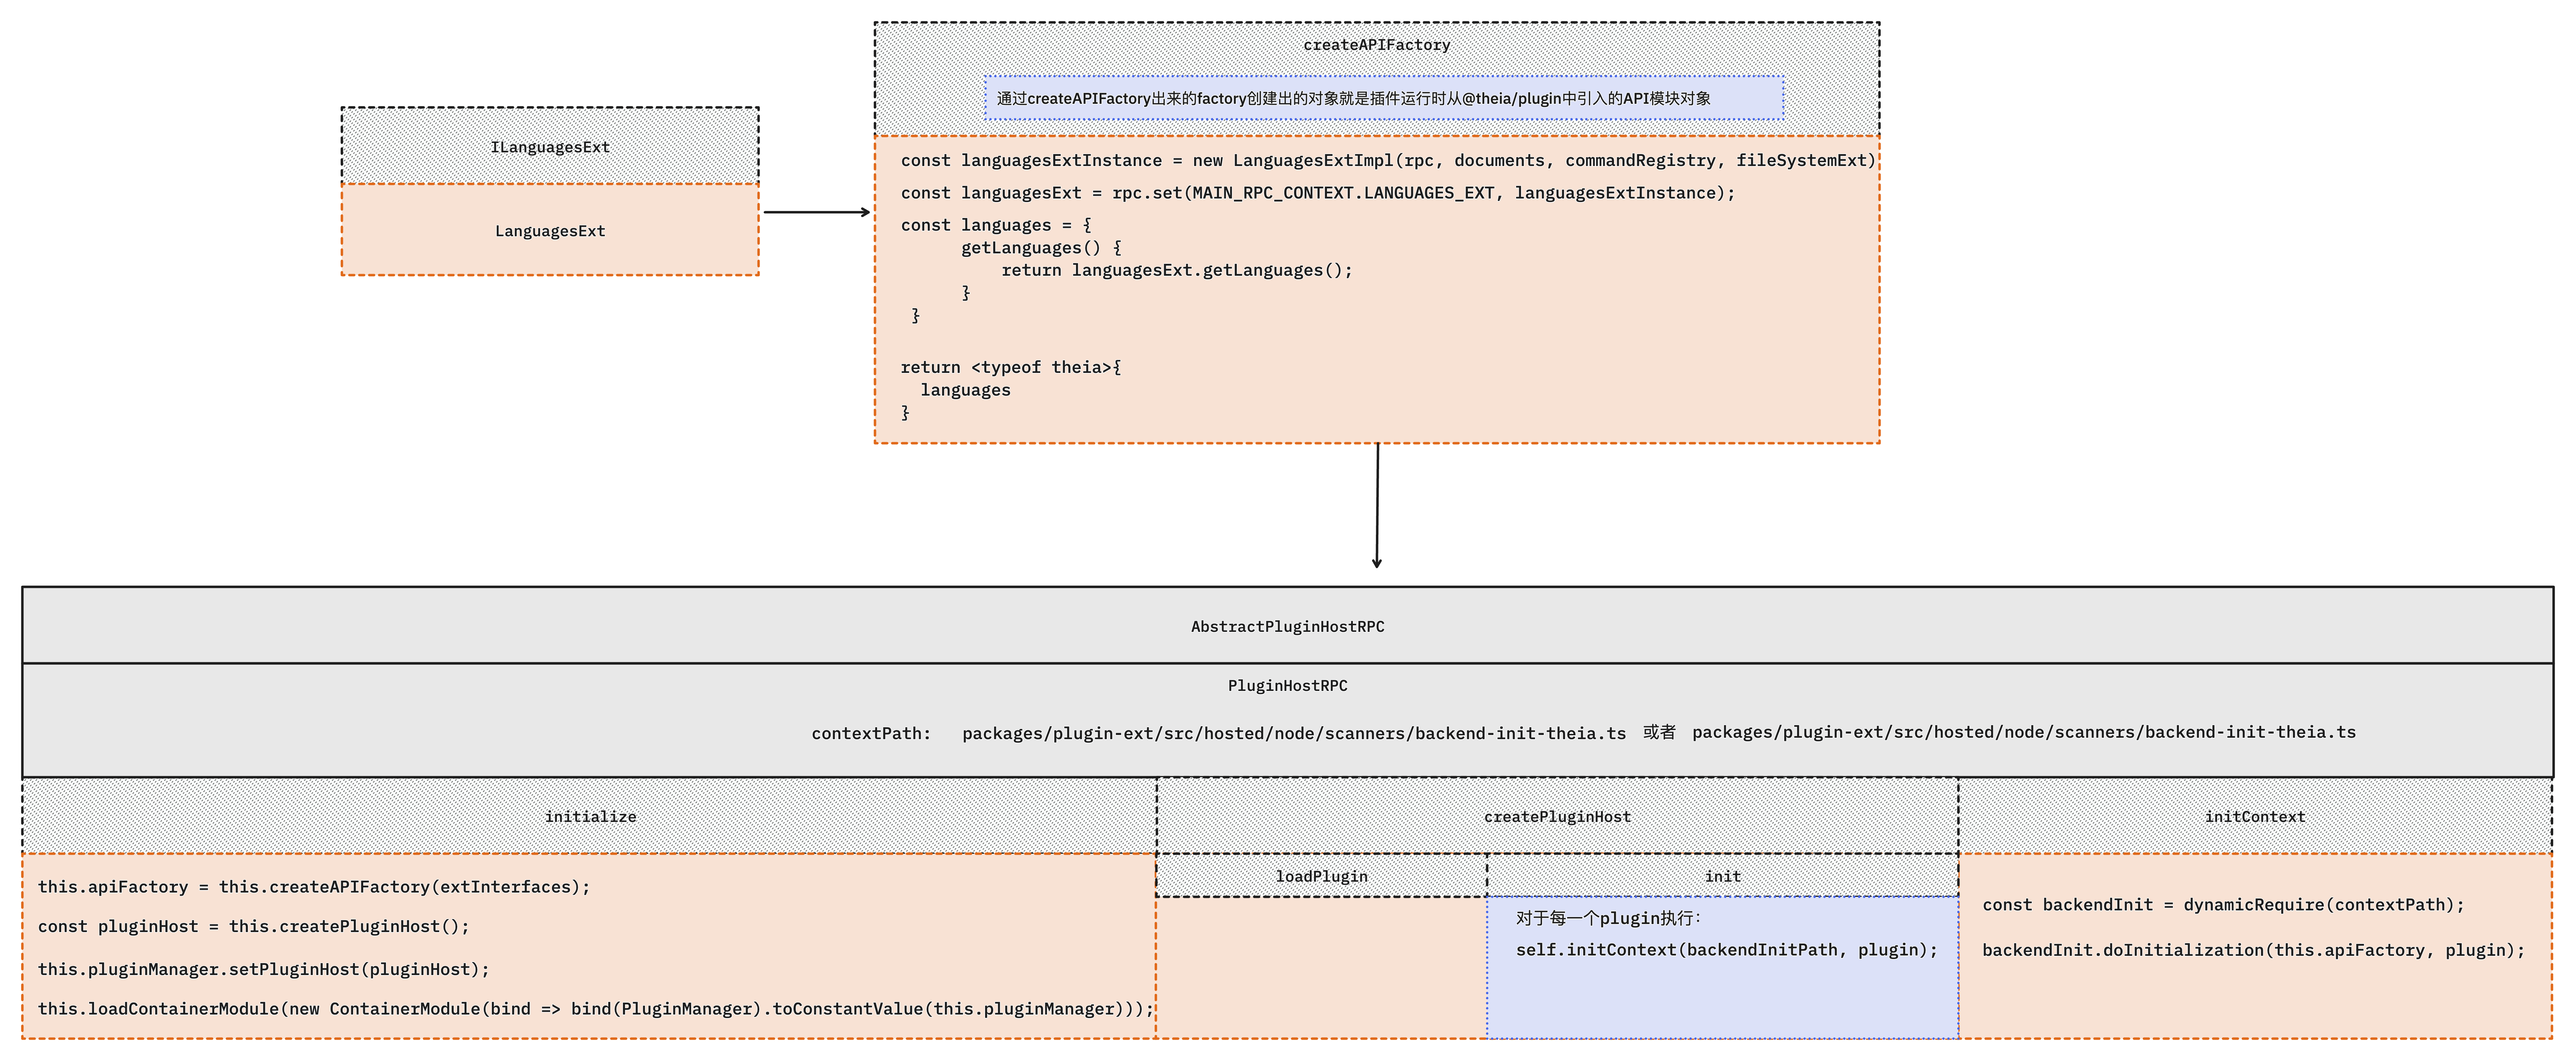 createAPIFactory
通过createAPIFactory出来的factory创建出的对象就是插件运行时从@theia/plugin中引入的API模块对象
ILanguagesExt
LanguagesExt
const languagesExtInstance = new LanguagesExtImpl(rpc, documents, commandRegistry, fileSystemExt)
const languagesExt = rpc.set(MAIN_RPC_CONTEXT.LANGUAGES_EXT, languagesExtInstance);
const languages = {
getLanguages() {
return languagesExt.getLanguages();
}
}
return <typeof theia>{
languages
}
AbstractPluginHostRPC
PluginHostRPC
contextPath: packages/plugin-ext/src/hosted/node/scanners/backend-init-theia.ts 或者 packages/plugin-ext/src/hosted/node/scanners/backend-init-theia.ts
initialize
this.apiFactory = this.createAPIFactory(extInterfaces);
const pluginHost = this.createPluginHost();
this.pluginManager.setPluginHost(pluginHost);
this.loadContainerModule(new ContainerModule(bind => bind(PluginManager).toConstantValue(this.pluginManager)));
createPluginHost
loadPlugin
init
对于每一个plugin执行:
self.initContext(backendInitPath, plugin);
initContext
const backendInit = dynamicRequire(contextPath);
backendInit.doInitialization(this.apiFactory, plugin);